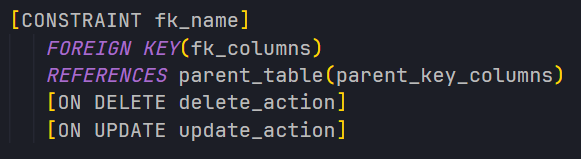 [CONSTRAINT fk_name]
FOREIGN KEY(fk_columns)
REFERENCES parent_table(parent_key_columns)
[ON DELETE delete_action]
[ON UPDATE update_action]